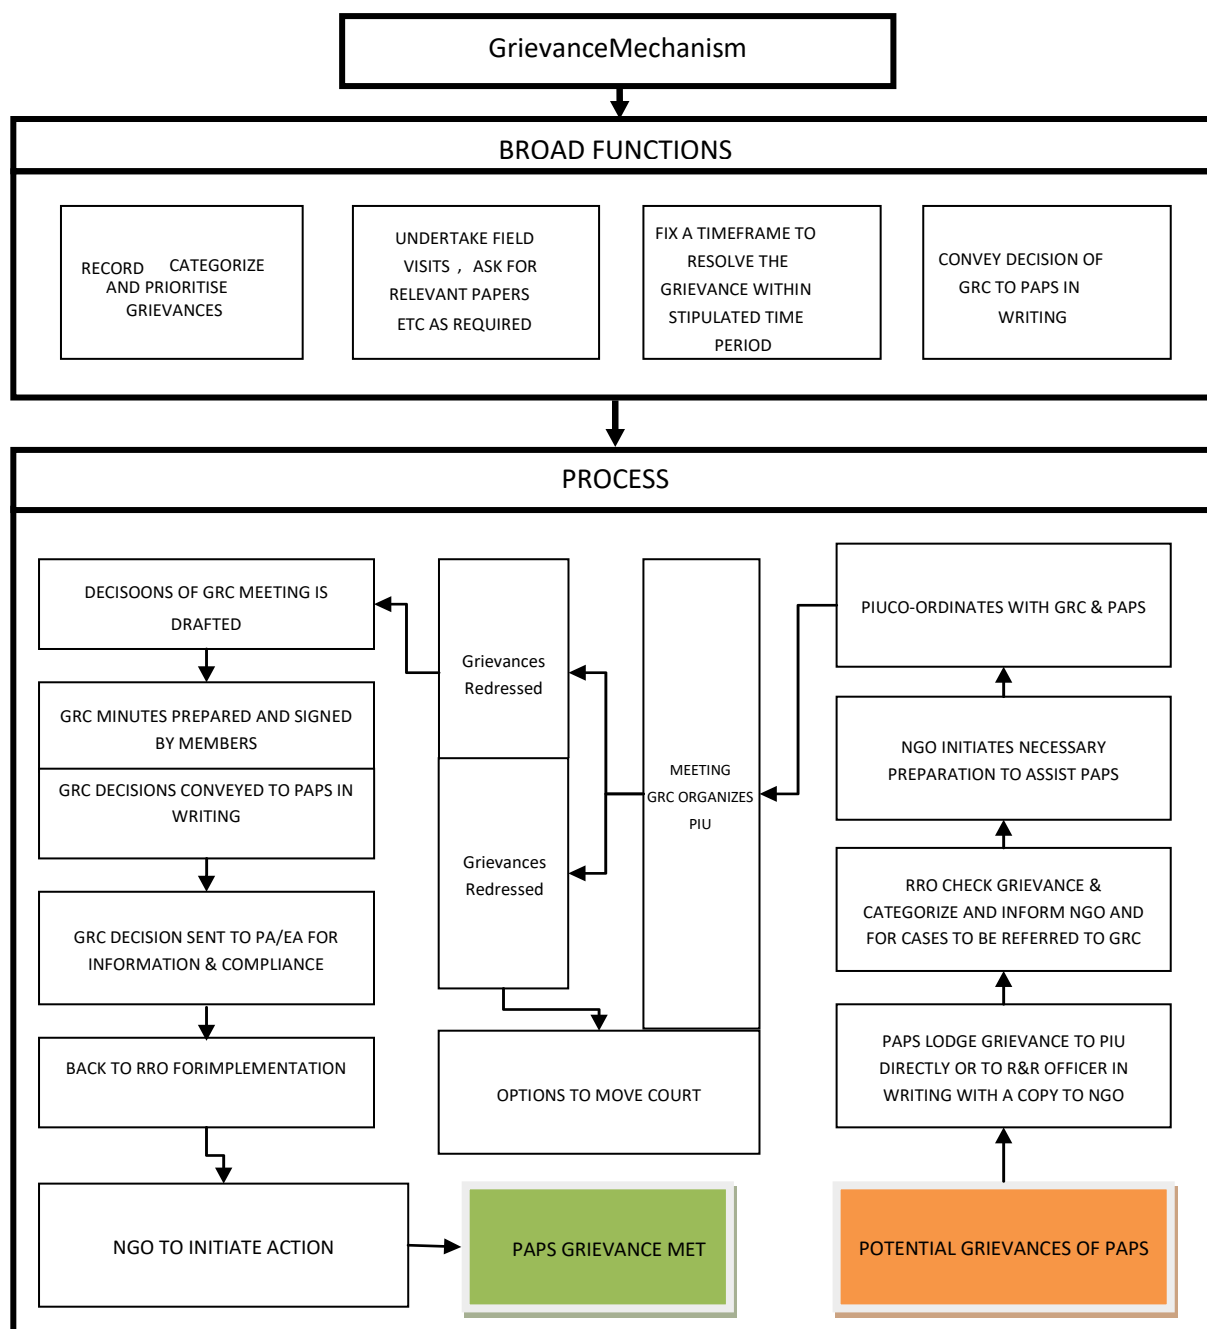 GrievanceMechanism
BROAD FUNCTIONS
RECORD CATEGORIZE
AND PRIORITISE
GRIEVANCES
UNDERTAKE FIELD
VISITS , ASK FOR
RELEVANT PAPERS
ETC AS REQUIRED
FIX A TIMEFRAME TO
RESOLVE THE
GRIEVANCE WITHIN
STIPULATED TIME
PERIOD
CONVEY DECISION OF
GRC TO PAPS IN
WRITING
PROCESS
DECISOONS OF GRC MEETING IS
DRAFTED
GRC MINUTES PREPARED AND SIGNED
BY MEMBERS
GRC DECISIONS CONVEYED TO PAPS IN
WRITING
GRC DECISION SENT TO PA/EA FOR
INFORMATION & COMPLIANCE
BACK TO RRO FORIMPLEMENTATION
NGO TO INITIATE ACTION
Grievances
Redressed
Grievances
Redressed
OPTIONS TO MOVE COURT
PAPS GRIEVANCE MET
MEETING
GRC ORGANIZES
PIU
PIUCO-ORDINATES WITH GRC & PAPS
NGO INITIATES NECESSARY
PREPARATION TO ASSIST PAPS
RRO CHECK GRIEVANCE &
CATEGORIZE AND INFORM NGO AND
FOR CASES TO BE REFERRED TO GRC
PAPS LODGE GRIEVANCE TO PIU
DIRECTLY OR TO R&R OFFICER IN
WRITING WITH A COPY TO NGO
POTENTIAL GRIEVANCES OF PAPS